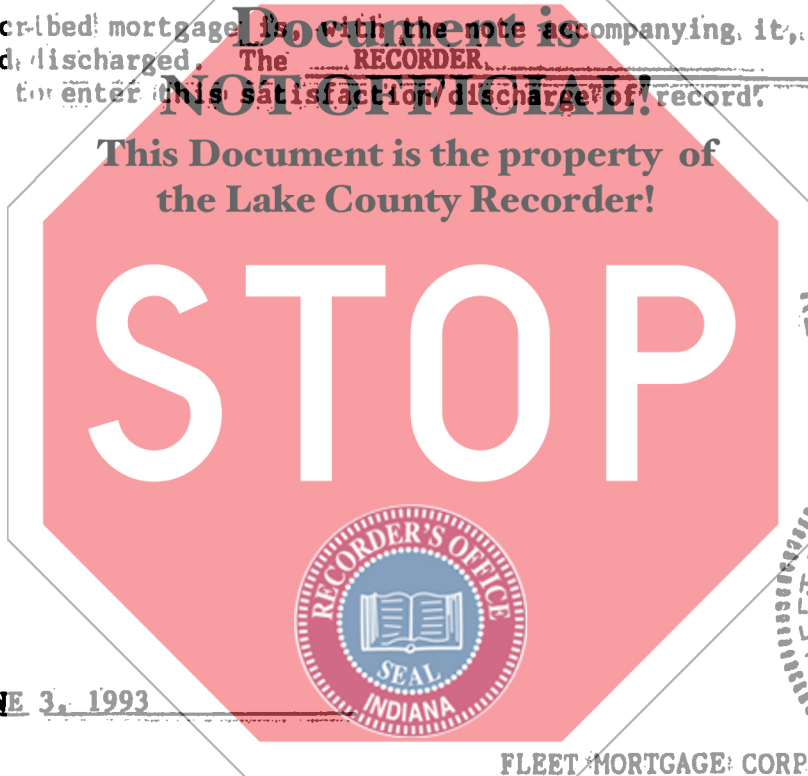 cribed mortgage is, with the note accompanying it,
d discharged. The RECORDER
to enter this satisfaction/discharge of record.
Document is
NOT OFFICIAL!
This Document is the property of
the Lake County Recorder!
STOP
RECORDER'S OFFICE
SEAL
INDIANA
NE 3, 1993
FLEET MORTGAGE CORP